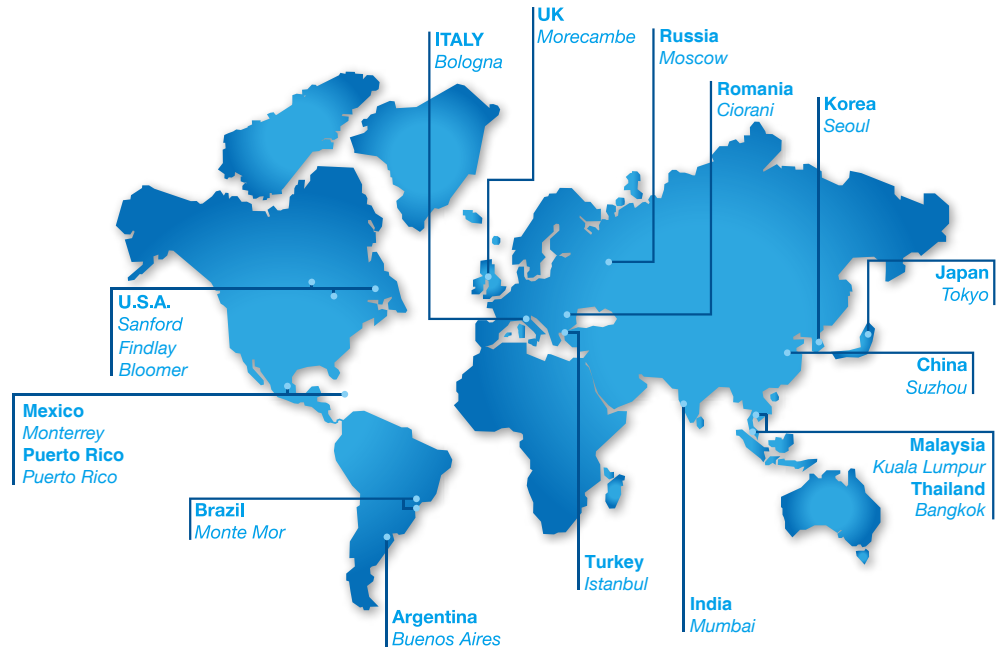 UK
Morecambe
ITALY
Bologna
Russia
Moscow
Romania
Ciorani
Korea
Seoul
Japan
Tokyo
U.S.A.
Sanford
Findlay
Bloomer
China
Suzhou
Mexico
Monterrey
Puerto Rico
Puerto Rico
Malaysia
Kuala Lumpur
Thailand
Bangkok
Brazil
Monte Mor
Turkey
Istanbul
India
Mumbai
Argentina
Buenos Aires